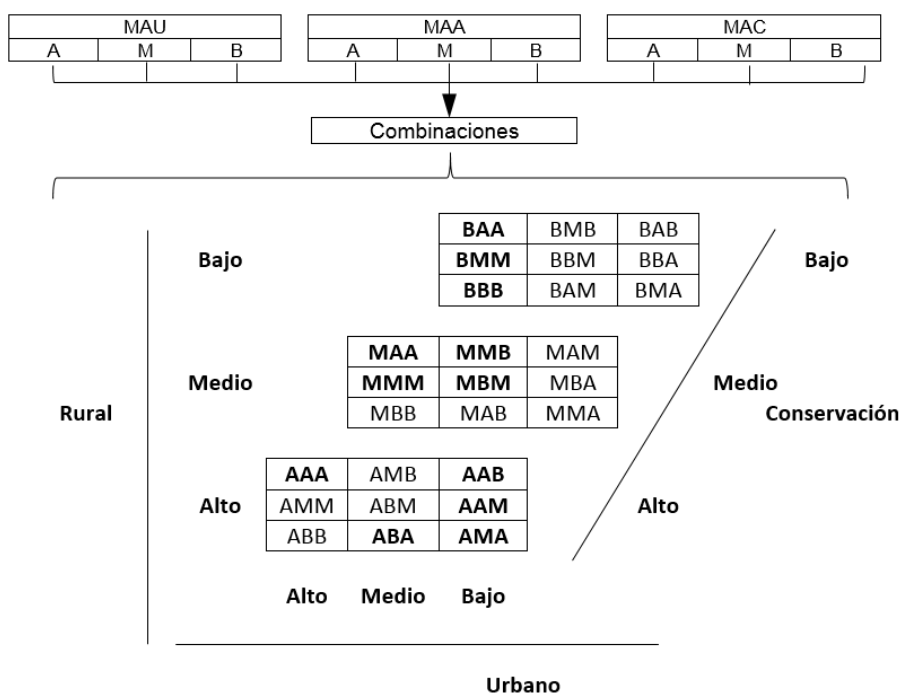 MAU MAA MAC
A M B A M B A M B
Combinaciones
BAA BMB BAB
Bajo BMM BBM BBA Bajo
BBB BAM BMA
MAA MMB MAM
Medio MMM MBM MBA Medio
Rural MBB MAB MMA Conservación
AAA AMB AAB
Alto AMM ABM AAM Alto
ABB ABA AMA
Alto Medio Bajo
Urbano